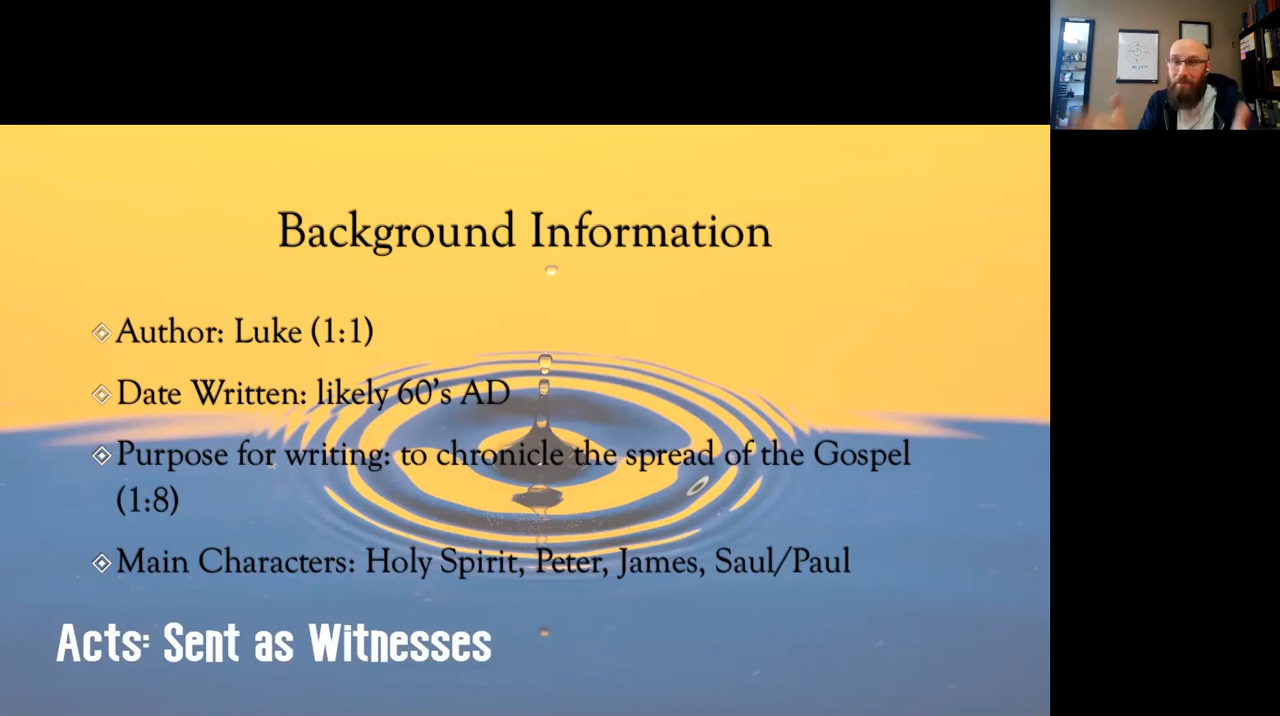 Background Information
Author: Luke (1:1)
Date Written: likely 60's AD
Purpose for writing: to chronicle the spread of the Gospel
(1:8)
Main Characters: Holy Spirit, Peter, James, Saul/Paul
Acts: Sent as Witnesses